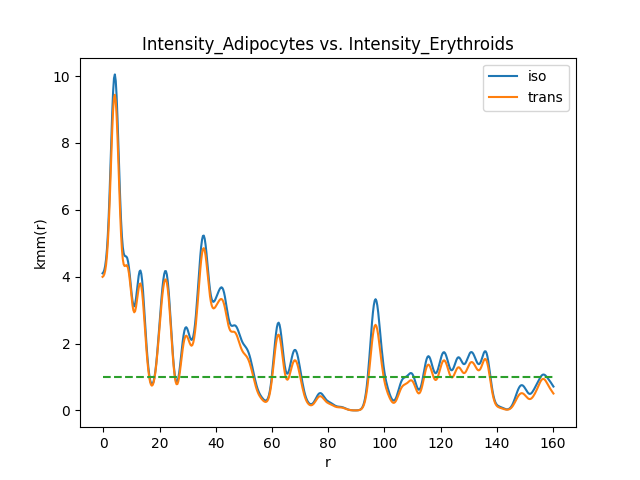 Intensity_Adipocytes vs. Intensity_Erythroids
iso
trans
kmm(r)
10
8
6
4
2
0
0 20 40 60 80 100 120 140 160
r